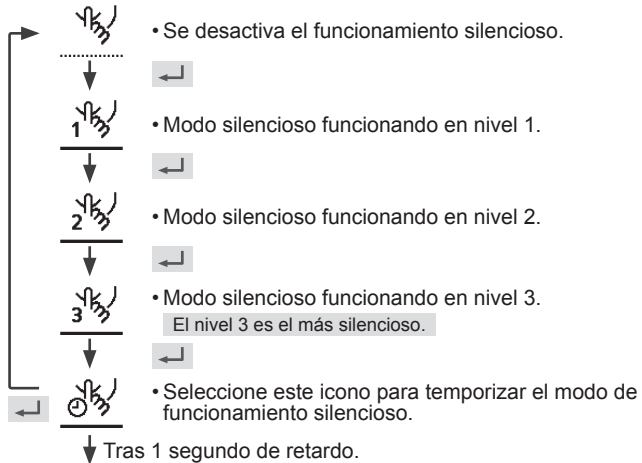 • Se desactiva el funcionamiento silencioso.
1
• Modo silencioso funcionando en nivel 1.
2
• Modo silencioso funcionando en nivel 2.
3
• Modo silencioso funcionando en nivel 3.
El nivel 3 es el más silencioso.
• Seleccione este icono para temporizar el modo de
funcionamiento silencioso.
Tras 1 segundo de retardo.